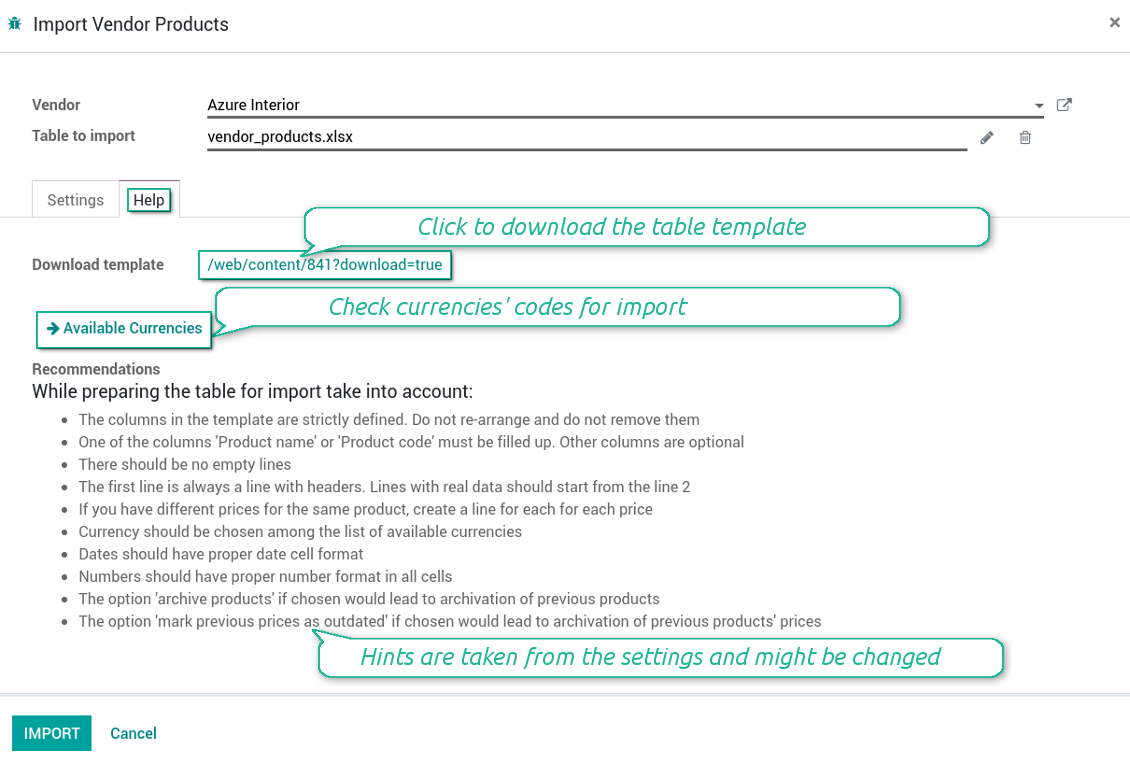 Import Vendor Products
Vendor
Azure Interior
Table to import
vendor_products.xlsx
Settings
Help
Click to download the table template
Download template
/web/content/841?download=true
Check currencies' codes for import
Available Currencies
Recommendations
While preparing the table for import take into account:
The columns in the template are strictly defined. Do not re-arrange and do not remove them
One of the columns 'Product name' or 'Product code' must be filled up. Other columns are optional
There should be no empty lines
The first line is always a line with headers. Lines with real data should start from the line 2
If you have different prices for the same product, create a line for each for each price
Currency should be chosen among the list of available currencies
Dates should have proper date cell format
Numbers should have proper number format in all cells
The option 'archive products' if chosen would lead to archivation of previous products
The option 'mark previous prices as outdated' if chosen would lead to archivation of previous products' prices
Hints are taken from the settings and might be changed
IMPORT
Cancel